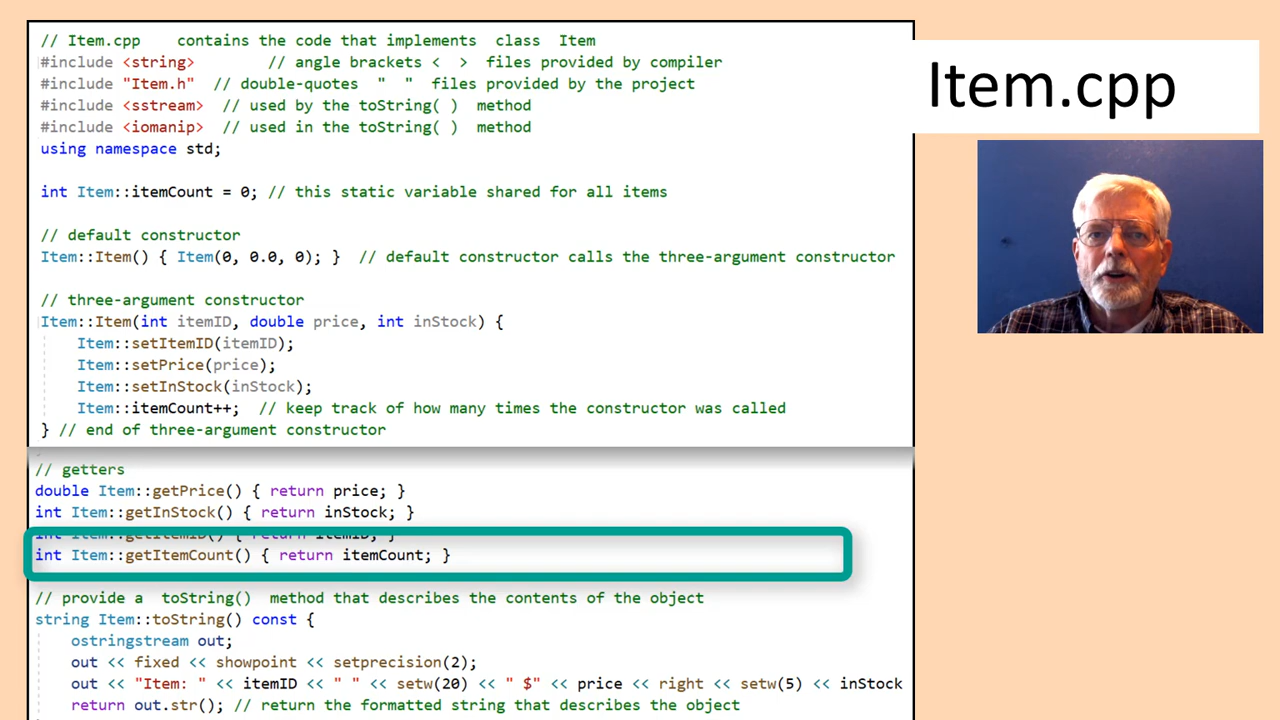 // Item.cpp    contains the code that implements  class  Item
#include <string>        // angle brackets <  >  files provided by compiler
#include "Item.h"  // double-quotes  "  "  files provided by the project
#include <sstream>  // used by the toString( )  method
#include <iomanip>  // used in the toString( )  method
using namespace std;
int Item::itemCount = 0; // this static variable shared for all items
// default constructor
Item::Item() { Item(0, 0.0, 0); }  // default constructor calls the three-argument constructor
// three-argument constructor
Item::Item(int itemID, double price, int inStock) {
    Item::setItemID(itemID);
    Item::setPrice(price);
    Item::setInStock(inStock);
    Item::itemCount++;  // keep track of how many times the constructor was called
} // end of three-argument constructor
// getters
double Item::getPrice() { return price; }
int Item::getInStock() { return inStock; }
int Item::getItemID() { return itemID; }
int Item::getItemCount() { return itemCount; }
// provide a  toString()  method that describes the contents of the object
string Item::toString() const {
    ostringstream out;
    out << fixed << showpoint << setprecision(2);
    out << "Item: " << itemID << " " << setw(20) << " $" << price << right << setw(5) << inStock
    return out.str(); // return the formatted string that describes the object
Item.cpp